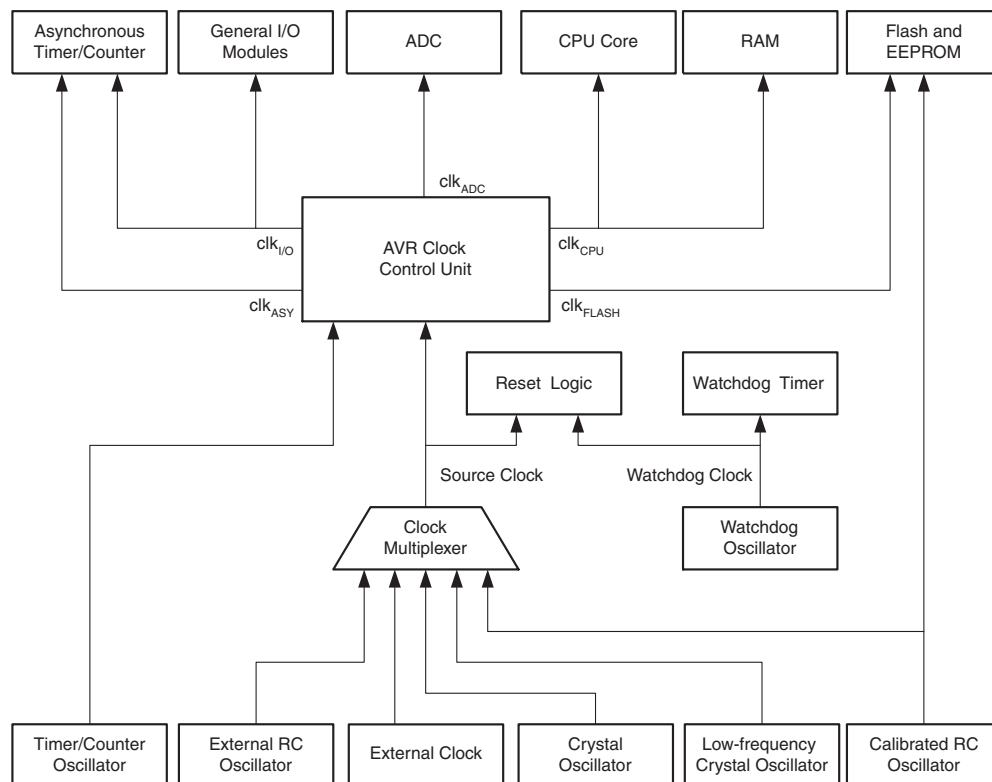 Asynchronous
Timer/Counter
General I/O
Modules
ADC
CPU Core
RAM
Flash and
EEPROM
clkADC
clkI/O
AVR Clock
Control Unit
clkCPU
clkASY
clkFLASH
Reset Logic
Watchdog Timer
Source Clock
Watchdog Clock
Clock
Multiplexer
Watchdog
Oscillator
Timer/Counter
Oscillator
External RC
Oscillator
External Clock
Crystal
Oscillator
Low-frequency
Crystal Oscillator
Calibrated RC
Oscillator